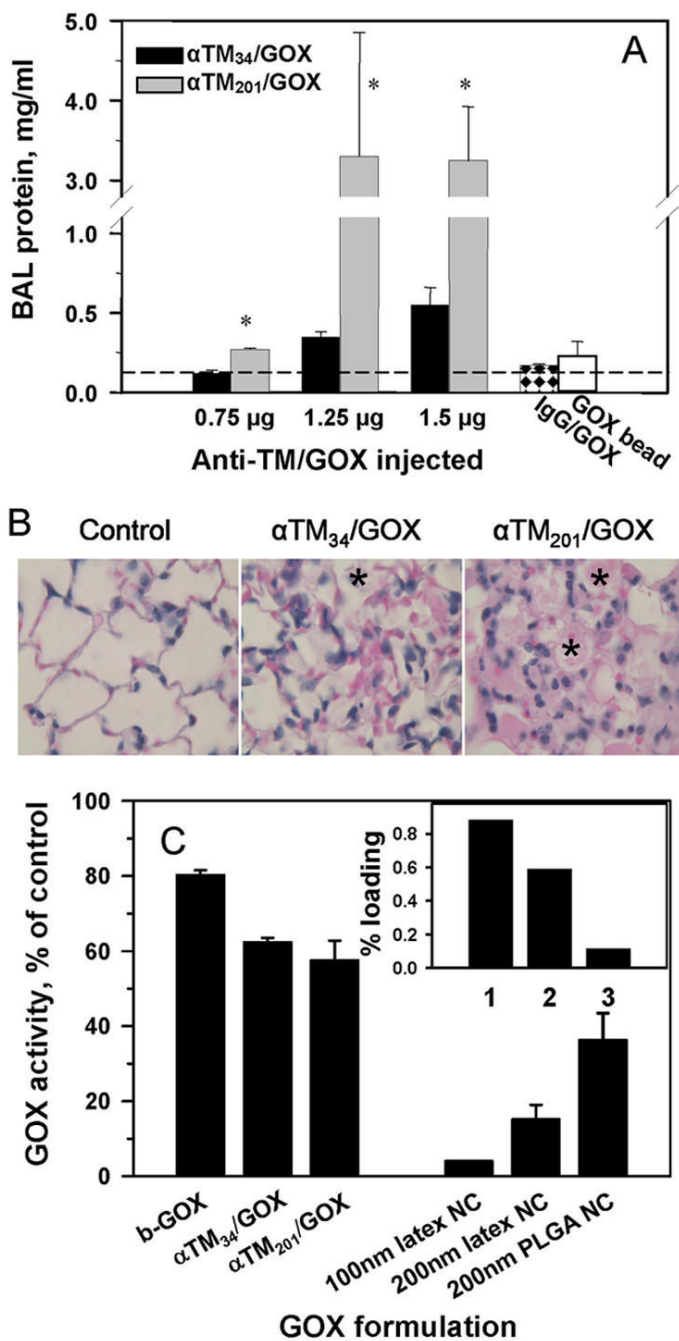 A
αTM34/GOX
αTM201/GOX
BAL protein, mg/ml
5.0
4.0
3.0
1.0
0.5
0.0
*
*
*
0.75 μg
1.25 μg
1.5 μg
IgG/GOX
GOX bead
Anti-TM/GOX injected
B
Control
αTM34/GOX
αTM201/GOX
*
*
*
C
GOX activity, % of control
100
80
60
40
20
0
% loading
0.8
0.6
0.4
0.2
0.0
1
2
3
b-GOX
αTM34/GOX
αTM201/GOX
100nm latex NC
200nm latex NC
200nm PLGA NC
GOX formulation